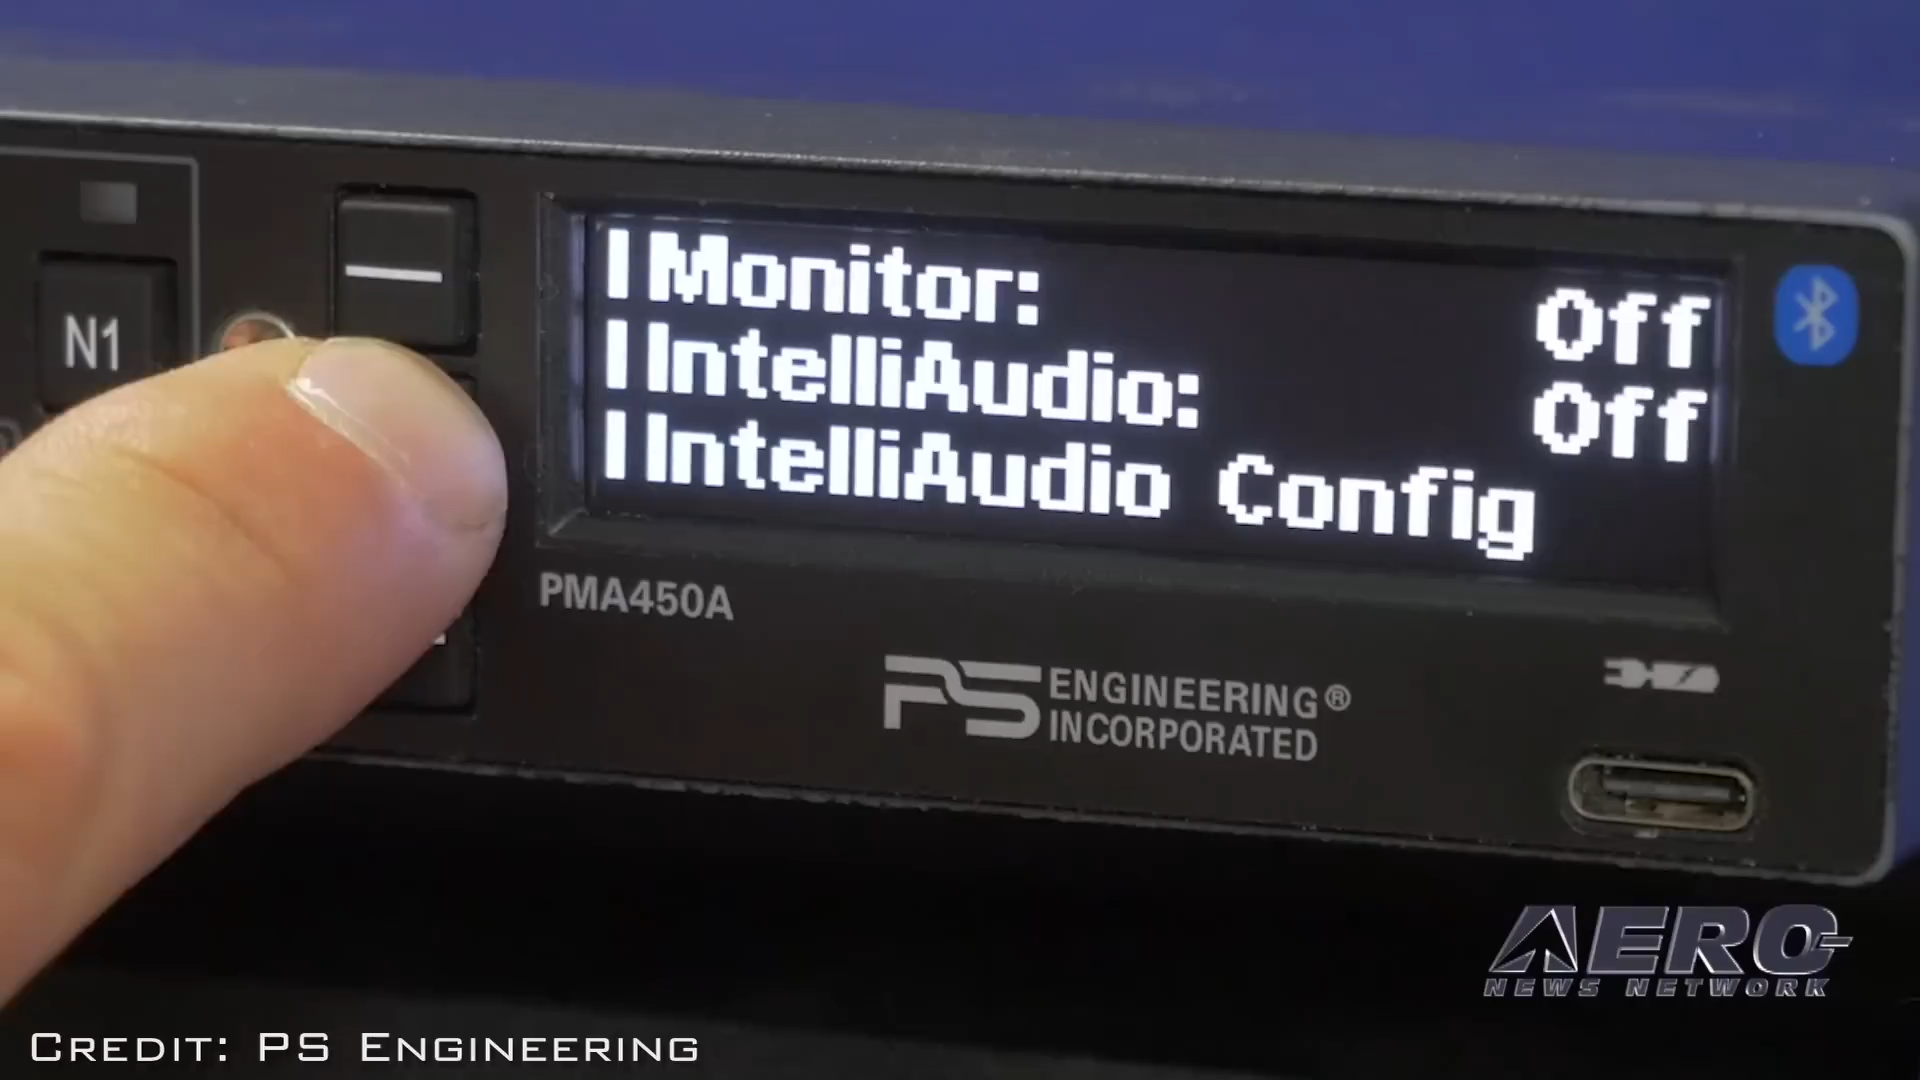 N1
Monitor: Off
IntelliAudio: Off
IntelliAudio Config
PMA450A
PS ENGINEERING®
INCORPORATED
AERO
NEWS NETWORK
CREDIT: PS ENGINEERING